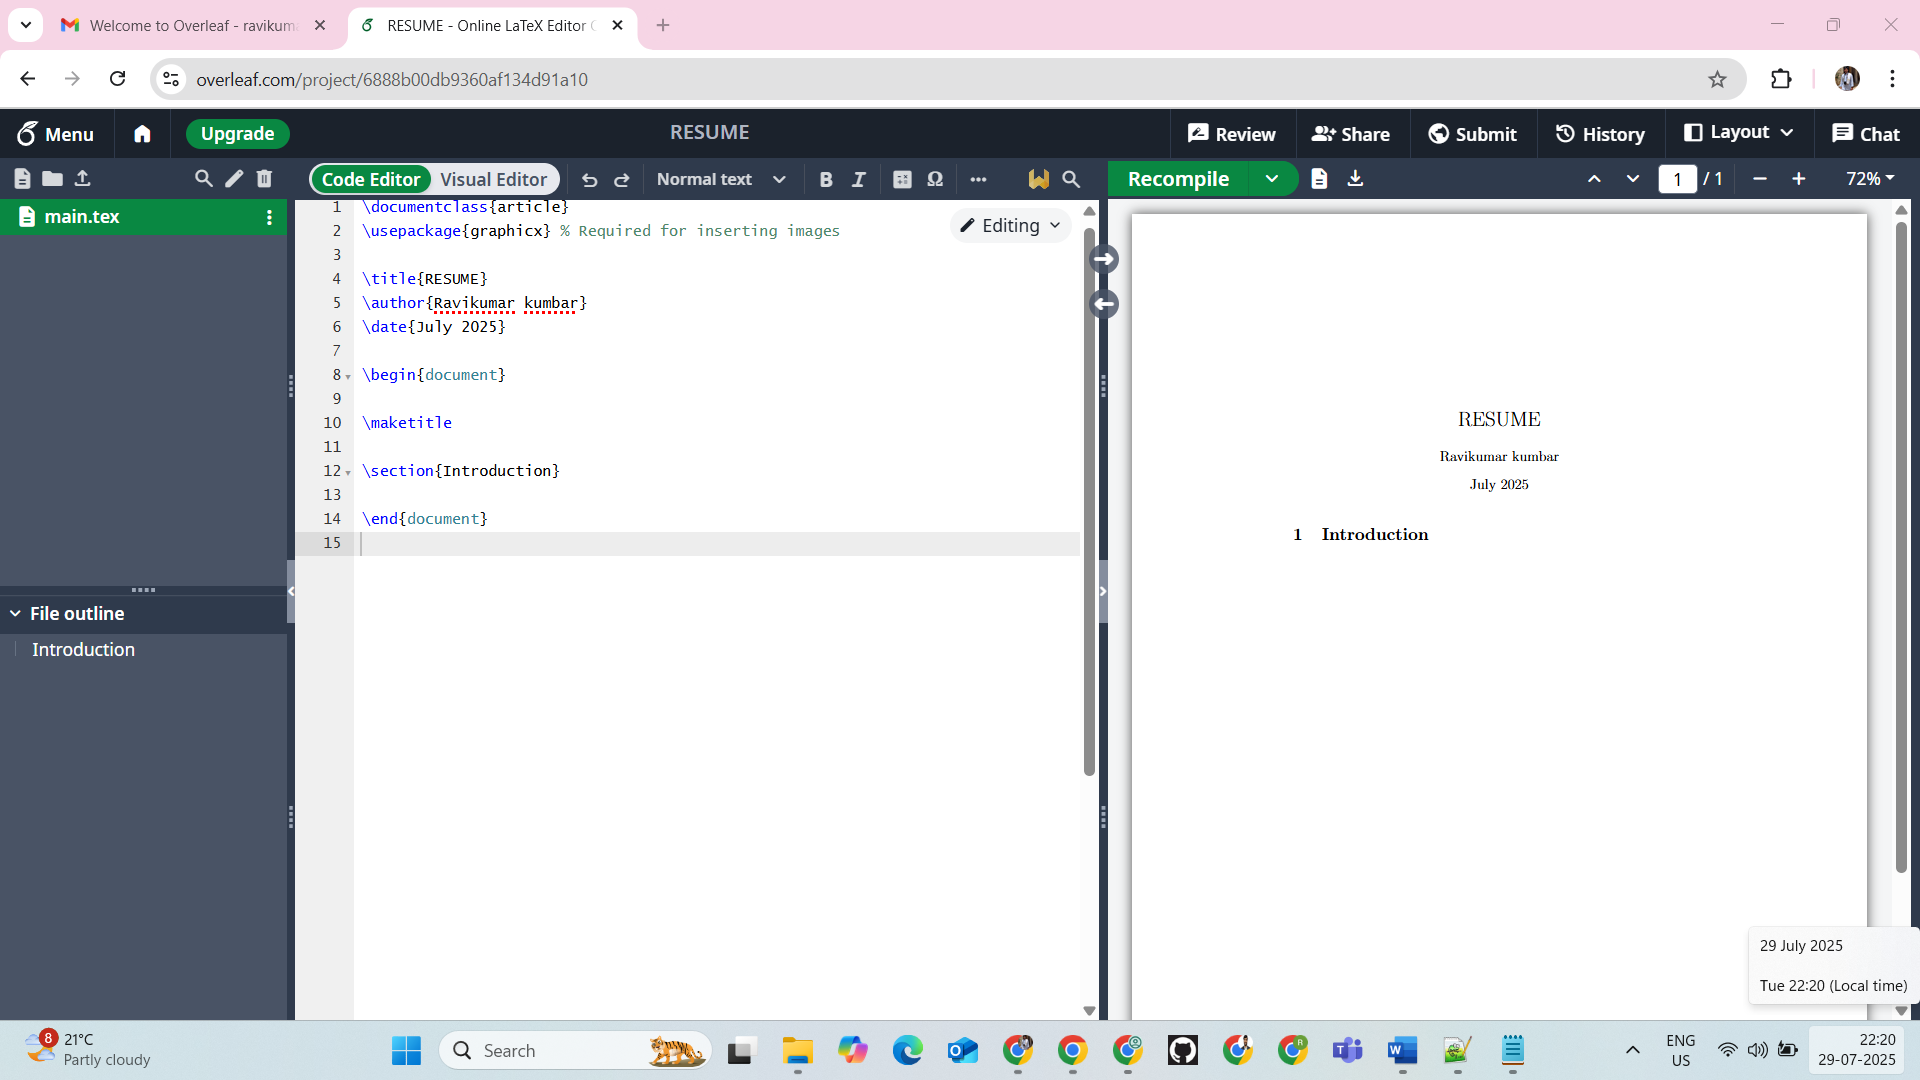 Welcome to Overleaf - ravikuma
RESUME - Online LaTeX Editor
overleaf.com/project/6888b00db9360af134d91a10
Menu
Upgrade
RESUME
Review
Share
Submit
History
Layout
Chat
Code Editor
Visual Editor
Normal text
B I
Ω
Recompile
1 / 1
72%
main.tex
Editing
1 \documentclass{article}
2 \usepackage{graphicx} % Required for inserting images
3
4 \title{RESUME}
5 \author{Ravikumar kumbar}
6 \date{July 2025}
7
8 \begin{document}
9
10 \maketitle
11
12 \section{Introduction}
13
14 \end{document}
15
File outline
Introduction
RESUME
Ravikumar kumbar
July 2025
1 Introduction
29 July 2025
Tue 22:20 (Local time)
8
21°C
Partly cloudy
Search
ENG
US
22:20
29-07-2025